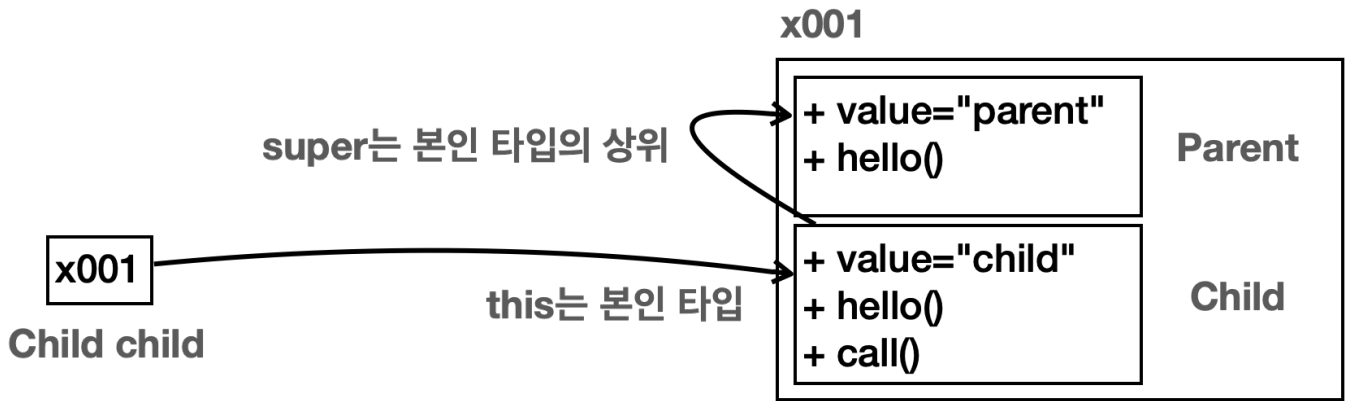 x001
+ value="parent"
+ hello()
Parent
super는 본인 타입의 상위
x001
Child child
this는 본인 타입
+ value="child"
+ hello()
+ call()
Child